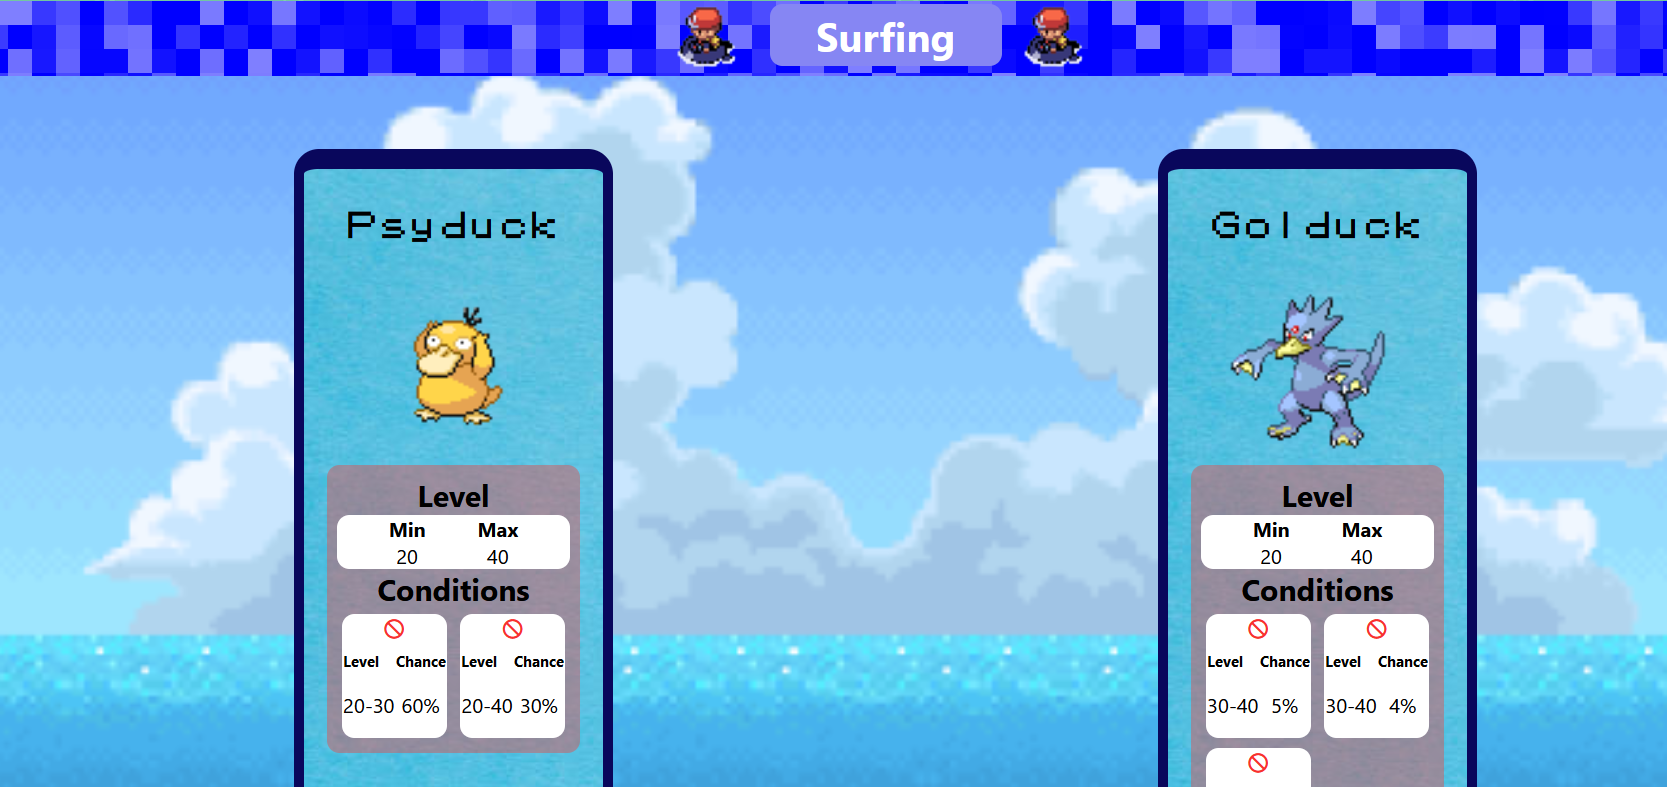 Surfing
Psyduck
Level
Min Max
20 40
Conditions
Level Chance Level Chance
20-30 60% 20-40 30%
Golduck
Level
Min Max
20 40
Conditions
Level Chance Level Chance
30-40 5% 30-40 4%